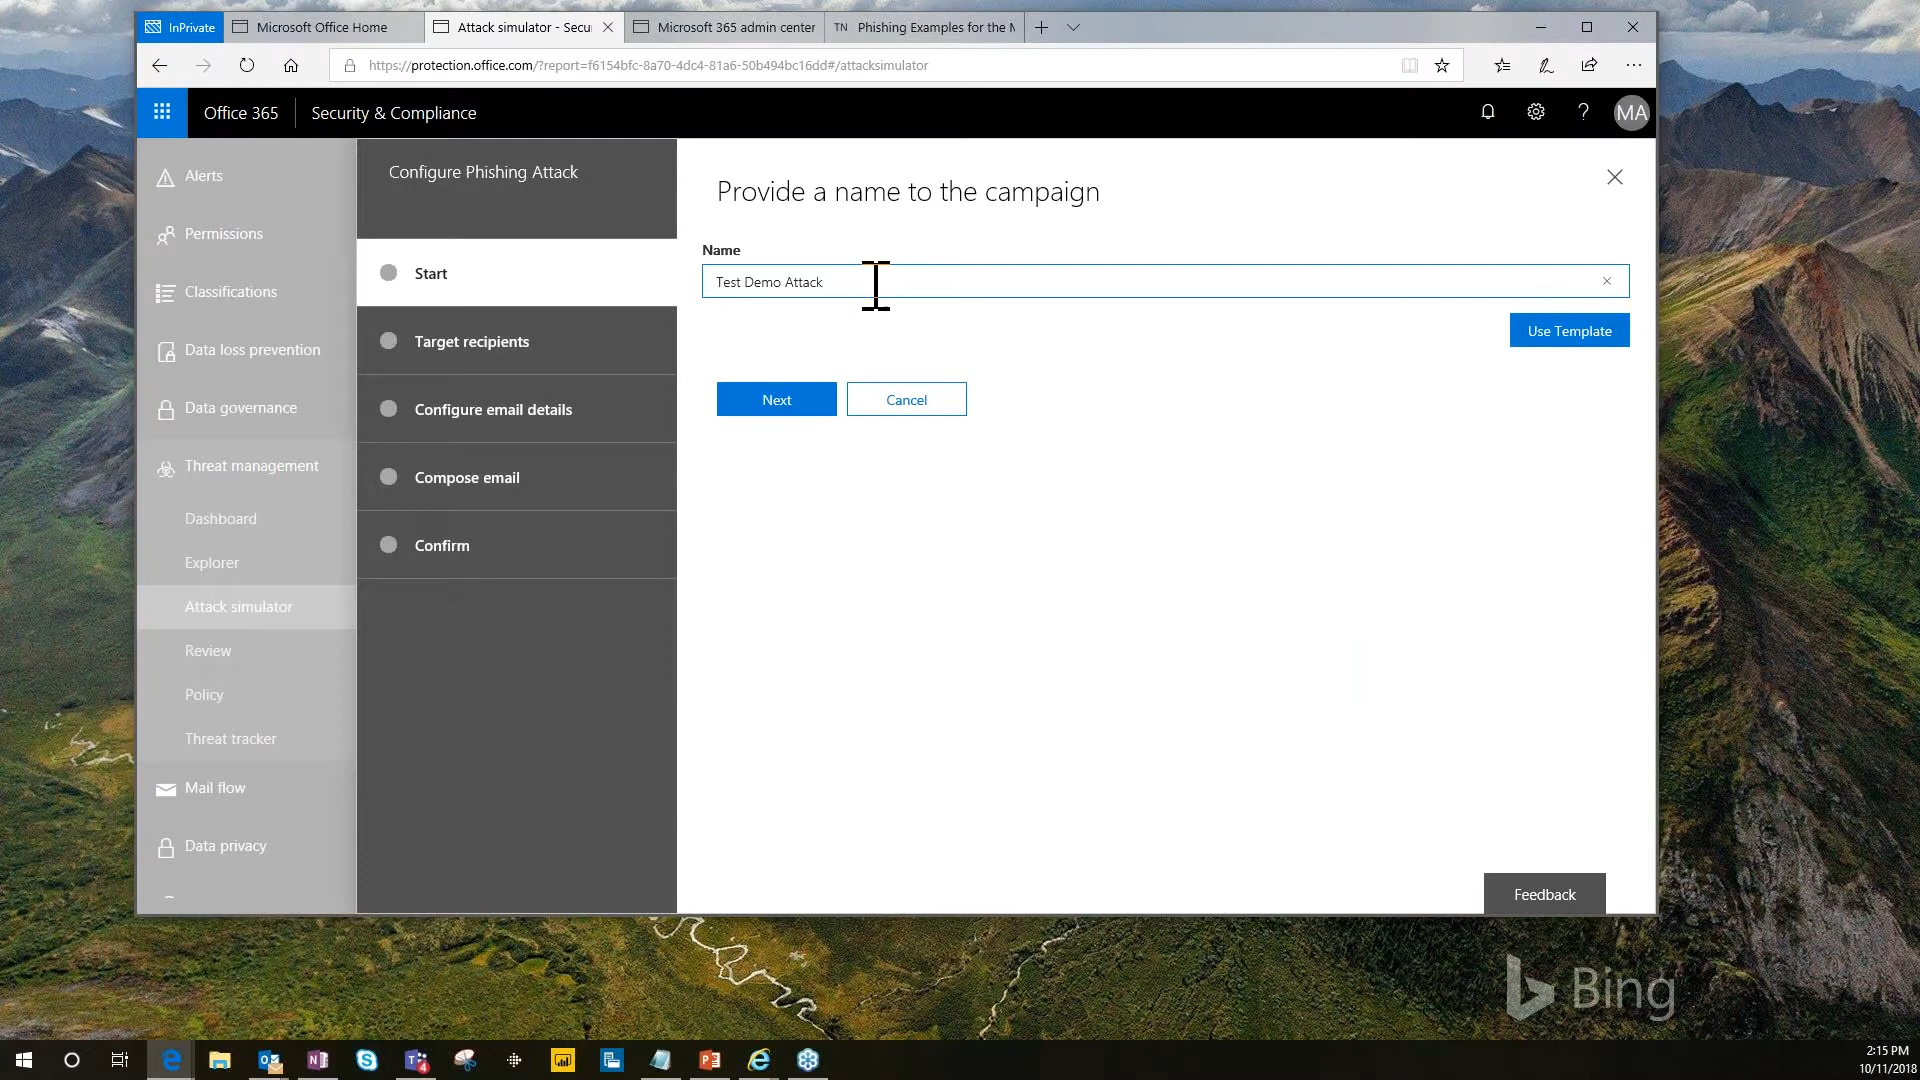 InPrivate
Microsoft Office Home
Attack simulator - Secu
Microsoft 365 admin center
TN
Phishing Examples for the M
https://protection.office.com/?report=f6154bfc-8a70-4dc4-81a6-50b494bc16dd#/attacksimulator
Office 365
Security & Compliance
MA
Alerts
Permissions
Classifications
Data loss prevention
Data governance
Threat management
Dashboard
Explorer
Attack simulator
Review
Policy
Threat tracker
Mail flow
Data privacy
Configure Phishing Attack
Start
Target recipients
Configure email details
Compose email
Confirm
Provide a name to the campaign
Name
Test Demo Attack
Use Template
Next
Cancel
Feedback
Bing
4
2:15 PM
10/11/2018